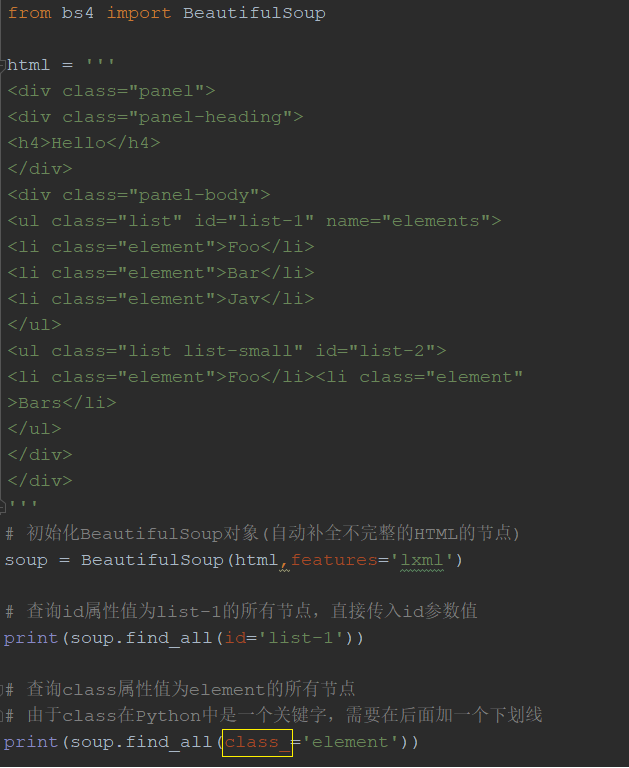 from bs4 import BeautifulSoup
html = '''
<div class="panel">
<div class="panel-heading">
<h4>Hello</h4>
</div>
<div class="panel-body">
<ul class="list" id="list-1" name="elements">
<li class="element">Foo</li>
<li class="element">Bar</li>
<li class="element">Jav</li>
</ul>
<ul class="list list-small" id="list-2">
<li class="element">Foo</li><li class="element"
>Bars</li>
</ul>
</div>
</div>
'''
# 初始化BeautifulSoup对象(自动补全不完整的HTML的节点)
soup = BeautifulSoup(html,features='lxml')
# 查询id属性值为list-1的所有节点，直接传入id参数值
print(soup.find_all(id='list-1'))
# 查询class属性值为element的所有节点
# 由于class在Python中是一个关键字，需要在后面加一个下划线
print(soup.find_all(class_='element'))